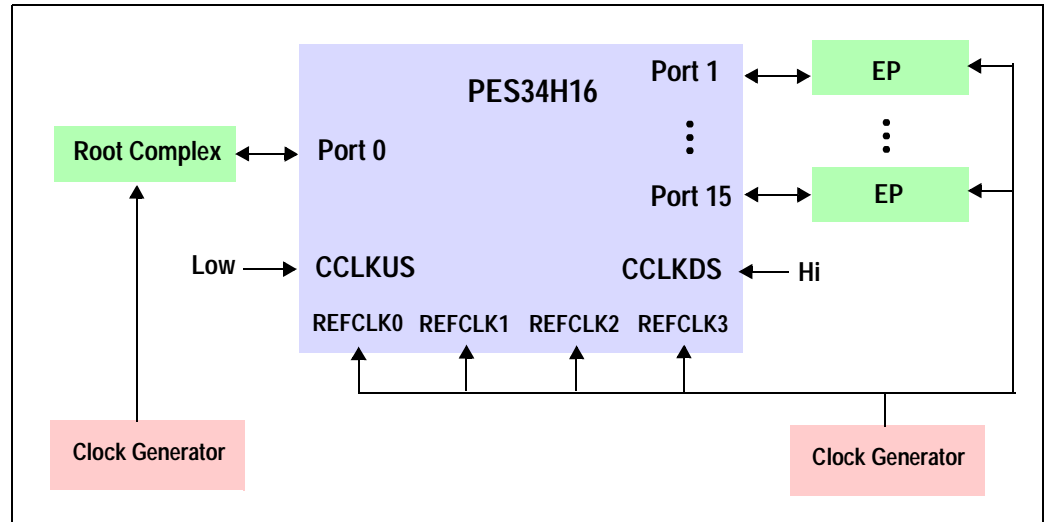 PES34H16
Port 1
EP
Root Complex
Port 0
Port 15
EP
Low
CCLKUS
CCLKDS
Hi
REFCLK0 REFCLK1 REFCLK2 REFCLK3
Clock Generator
Clock Generator